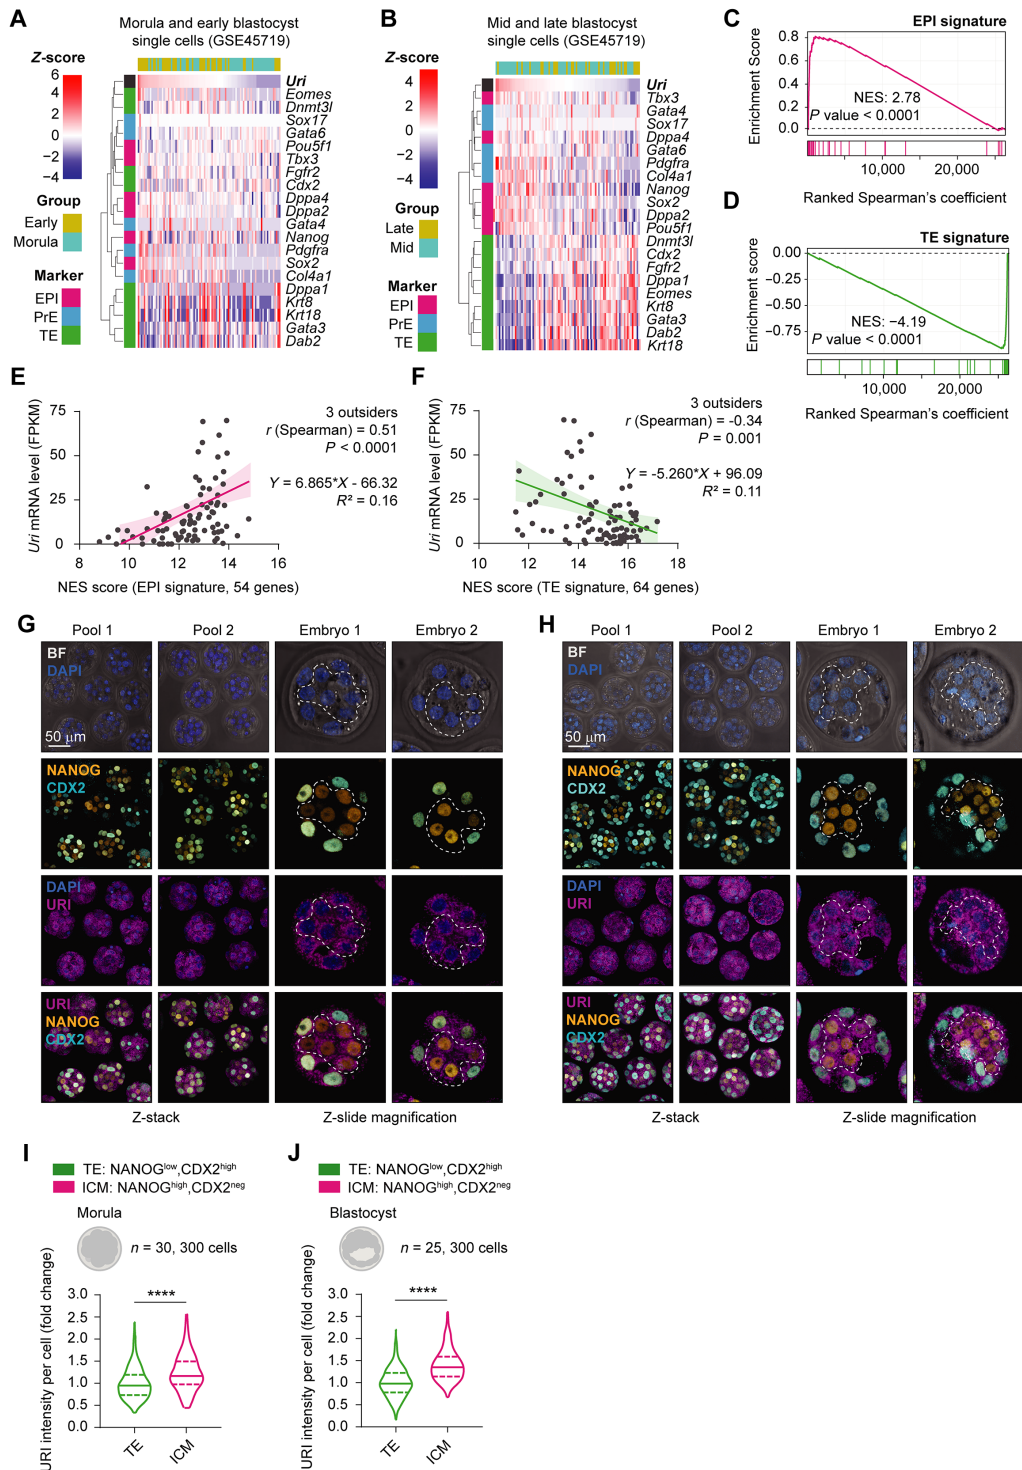 A
Morula and early blastocyst
single cells (GSE45719)
Z-score
6
4
2
0
−2
−4
Group
Early
Morula
Marker
EPI
PrE
TE
Uri
Eomes
Dnmt3l
Sox17
Gata6
Pou5f1
Tbx3
Fgfr2
Cdx2
Dppa4
Dppa2
Gata4
Nanog
Pdgfra
Sox2
Col4a1
Dppa1
Krt8
Krt18
Gata3
Dab2
B
Mid and late blastocyst
single cells (GSE45719)
Z-score
4
2
0
−2
−4
Group
Late
Mid
Marker
EPI
PrE
TE
Uri
Tbx3
Gata4
Sox17
Dppa4
Gata6
Pdgfra
Col4a1
Nanog
Sox2
Dppa2
Pou5f1
Dnmt3l
Cdx2
Fgfr2
Dppa1
Eomes
Krt8
Gata3
Dab2
Krt18
C
EPI signature
Enrichment Score
0.8
0.6
0.4
0.2
0.0
NES: 2.78
P value < 0.0001
10,000
20,000
Ranked Spearman's coefficient
D
TE signature
Enrichment score
0.00
−0.25
−0.50
−0.75
NES: −4.19
P value < 0.0001
10,000
20,000
Ranked Spearman's coefficient
E
Uri mRNA level (FPKM)
75
50
25
0
3 outsiders
r (Spearman) = 0.51
P < 0.0001
Y = 6.865*X - 66.32
R² = 0.16
8 10 12 14 16
NES score (EPI signature, 54 genes)
F
Uri mRNA level (FPKM)
75
50
25
0
3 outsiders
r (Spearman) = -0.34
P = 0.001
Y = -5.260*X + 96.09
R² = 0.11
10 12 14 16 18
NES score (TE signature, 64 genes)
G
Pool 1 Pool 2 Embryo 1 Embryo 2
BF
DAPI
50 μm
NANOG
CDX2
DAPI
URI
URI
NANOG
CDX2
Z-stack Z-slide magnification
H
Pool 1 Pool 2 Embryo 1 Embryo 2
BF
DAPI
50 μm
NANOG
CDX2
DAPI
URI
URI
NANOG
CDX2
Z-stack Z-slide magnification
I
TE: NANOGlow,CDX2high
ICM: NANOGhigh,CDX2neg
Morula
n = 30, 300 cells
URI intensity per cell (fold change)
3.0
2.5
2.0
1.5
1.0
0.5
0.0
****
TE ICM
J
TE: NANOGlow,CDX2high
ICM: NANOGhigh,CDX2neg
Blastocyst
n = 25, 300 cells
URI intensity per cell (fold change)
3.0
2.5
2.0
1.5
1.0
0.5
0.0
****
TE ICM